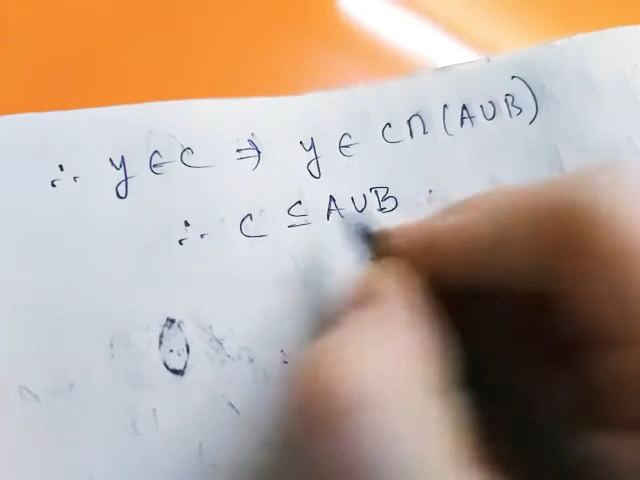 ∴ y ∈ C ⇒ y ∈ C∩(A∪B)
∴ C ⊆ A∪B